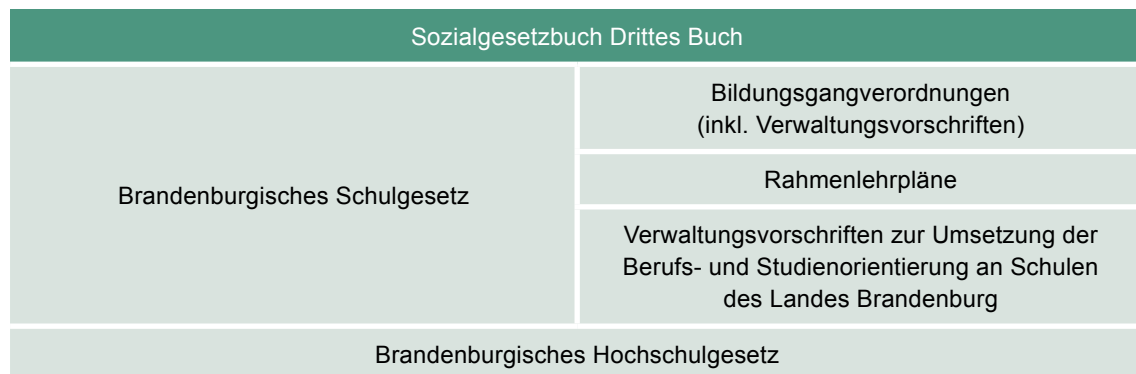 Sozialgesetzbuch Drittes Buch
Brandenburgisches Schulgesetz
Bildungsgangverordnungen
(inkl. Verwaltungsvorschriften)
Rahmenlehrpläne
Verwaltungsvorschriften zur Umsetzung der
Berufs- und Studienorientierung an Schulen
des Landes Brandenburg
Brandenburgisches Hochschulgesetz